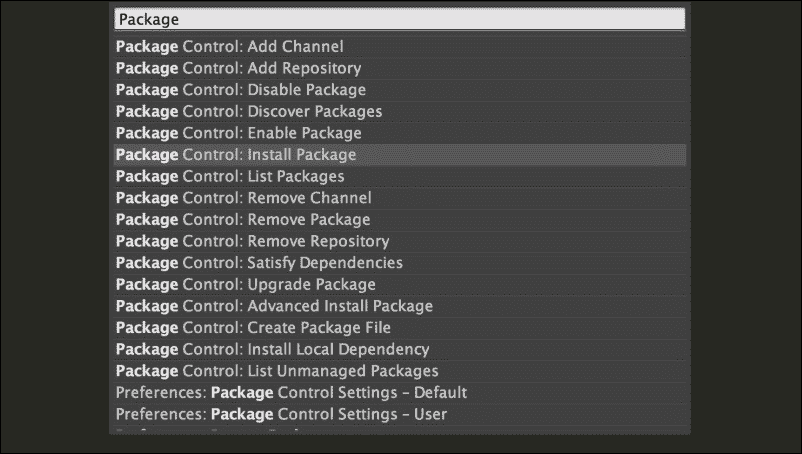 Package
Package Control: Add Channel
Package Control: Add Repository
Package Control: Disable Package
Package Control: Discover Packages
Package Control: Enable Package
Package Control: Install Package
Package Control: List Packages
Package Control: Remove Channel
Package Control: Remove Package
Package Control: Remove Repository
Package Control: Satisfy Dependencies
Package Control: Upgrade Package
Package Control: Advanced Install Package
Package Control: Create Package File
Package Control: Install Local Dependency
Package Control: List Unmanaged Packages
Preferences: Package Control Settings – Default
Preferences: Package Control Settings – User